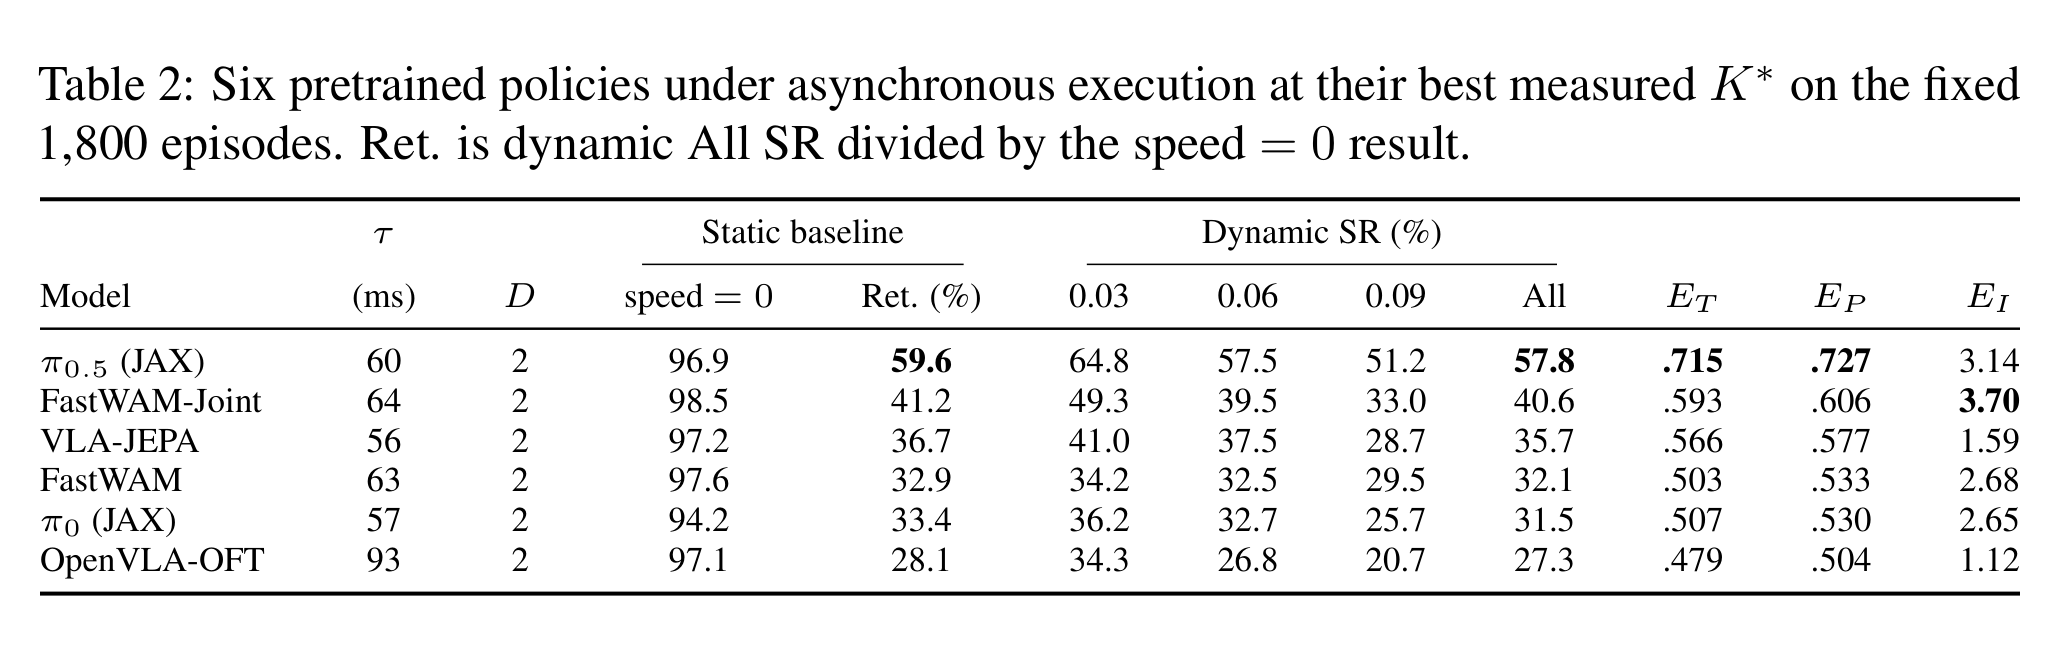 Table 2: Six pretrained policies under asynchronous execution at their best measured K* on the fixed
1,800 episodes. Ret. is dynamic All SR divided by the speed = 0 result.
τ Static baseline Dynamic SR (%)
Model (ms) D speed = 0 Ret. (%) 0.03 0.06 0.09 All E_T E_P E_I
π0.5 (JAX) 60 2 96.9 59.6 64.8 57.5 51.2 57.8 .715 .727 3.14
FastWAM-Joint 64 2 98.5 41.2 49.3 39.5 33.0 40.6 .593 .606 3.70
VLA-JEPA 56 2 97.2 36.7 41.0 37.5 28.7 35.7 .566 .577 1.59
FastWAM 63 2 97.6 32.9 34.2 32.5 29.5 32.1 .503 .533 2.68
π0 (JAX) 57 2 94.2 33.4 36.2 32.7 25.7 31.5 .507 .530 2.65
OpenVLA-OFT 93 2 97.1 28.1 34.3 26.8 20.7 27.3 .479 .504 1.12